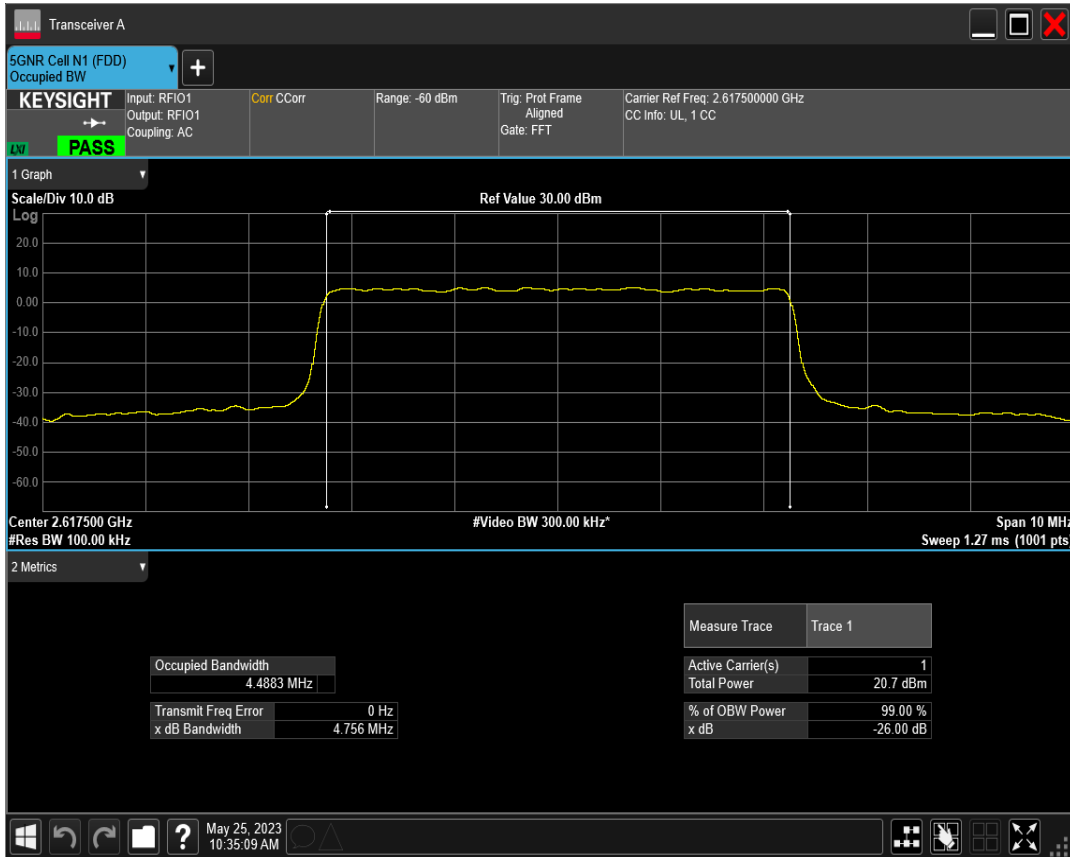 Transceiver A
5GNR Cell N1 (FDD)
Occupied BW
+
KEYSIGHT
LXI
PASS
Input: RFIO1
Output: RFIO1
Coupling: AC
Corr CCorr
Range: -60 dBm
Trig: Prot Frame
Aligned
Gate: FFT
Carrier Ref Freq: 2.617500000 GHz
CC Info: UL, 1 CC
1 Graph
Scale/Div 10.0 dB
Ref Value 30.00 dBm
Log
20.0
10.0
0.00
-10.0
-20.0
-30.0
-40.0
-50.0
-60.0
Center 2.617500 GHz
#Video BW 300.00 kHz*
Span 10 MHz
#Res BW 100.00 kHz
Sweep 1.27 ms (1001 pts)
2 Metrics
Measure Trace Trace 1
Occupied Bandwidth
4.4883 MHz
Active Carrier(s) 1
Total Power 20.7 dBm
Transmit Freq Error 0 Hz
x dB Bandwidth 4.756 MHz
% of OBW Power 99.00 %
x dB -26.00 dB
?
May 25, 2023
10:35:09 AM